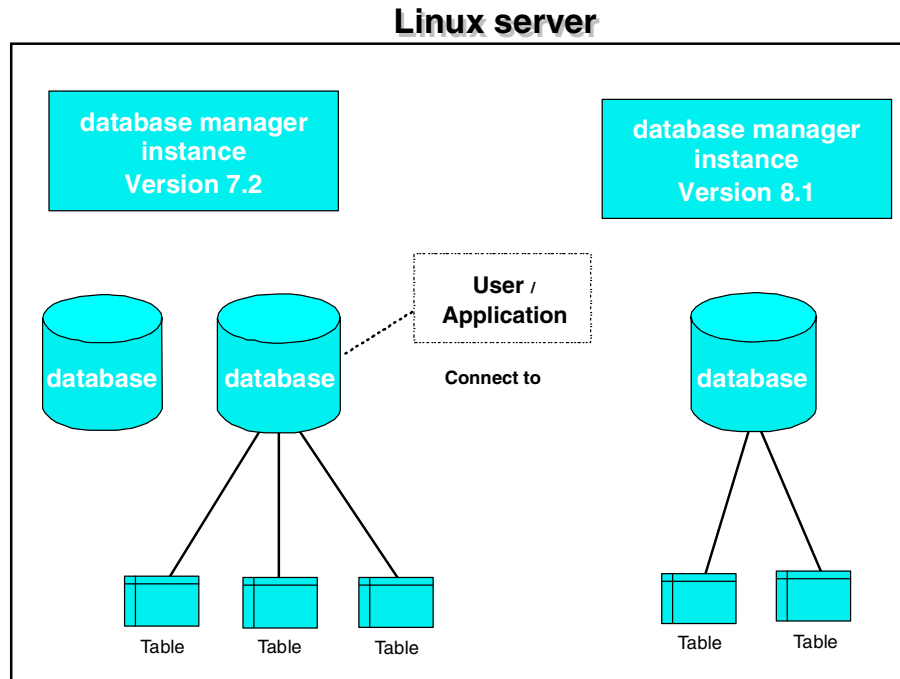 Linux server
database manager
instance
Version 7.2
database manager
instance
Version 8.1
User /
Application
database
database
Connect to
database
Table
Table
Table
Table
Table